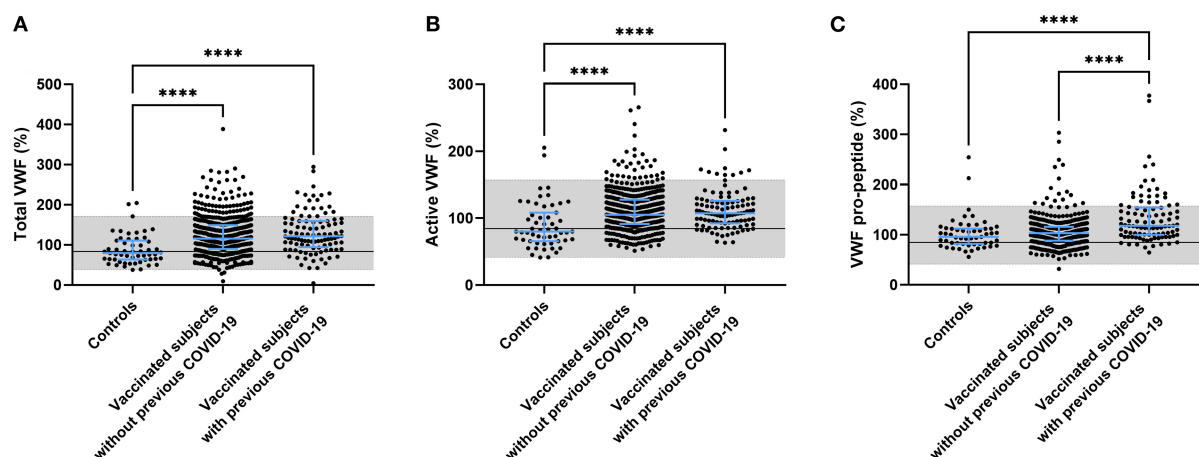 A
****
****
Total VWF (%)
500
400
300
200
100
0
Controls
Vaccinated subjects
without previous COVID-19
Vaccinated subjects
with previous COVID-19
B
****
****
Active VWF (%)
300
200
100
0
Controls
Vaccinated subjects
without previous COVID-19
Vaccinated subjects
with previous COVID-19
C
****
****
VWF pro-peptide (%)
400
300
200
100
0
Controls
Vaccinated subjects
without previous COVID-19
Vaccinated subjects
with previous COVID-19